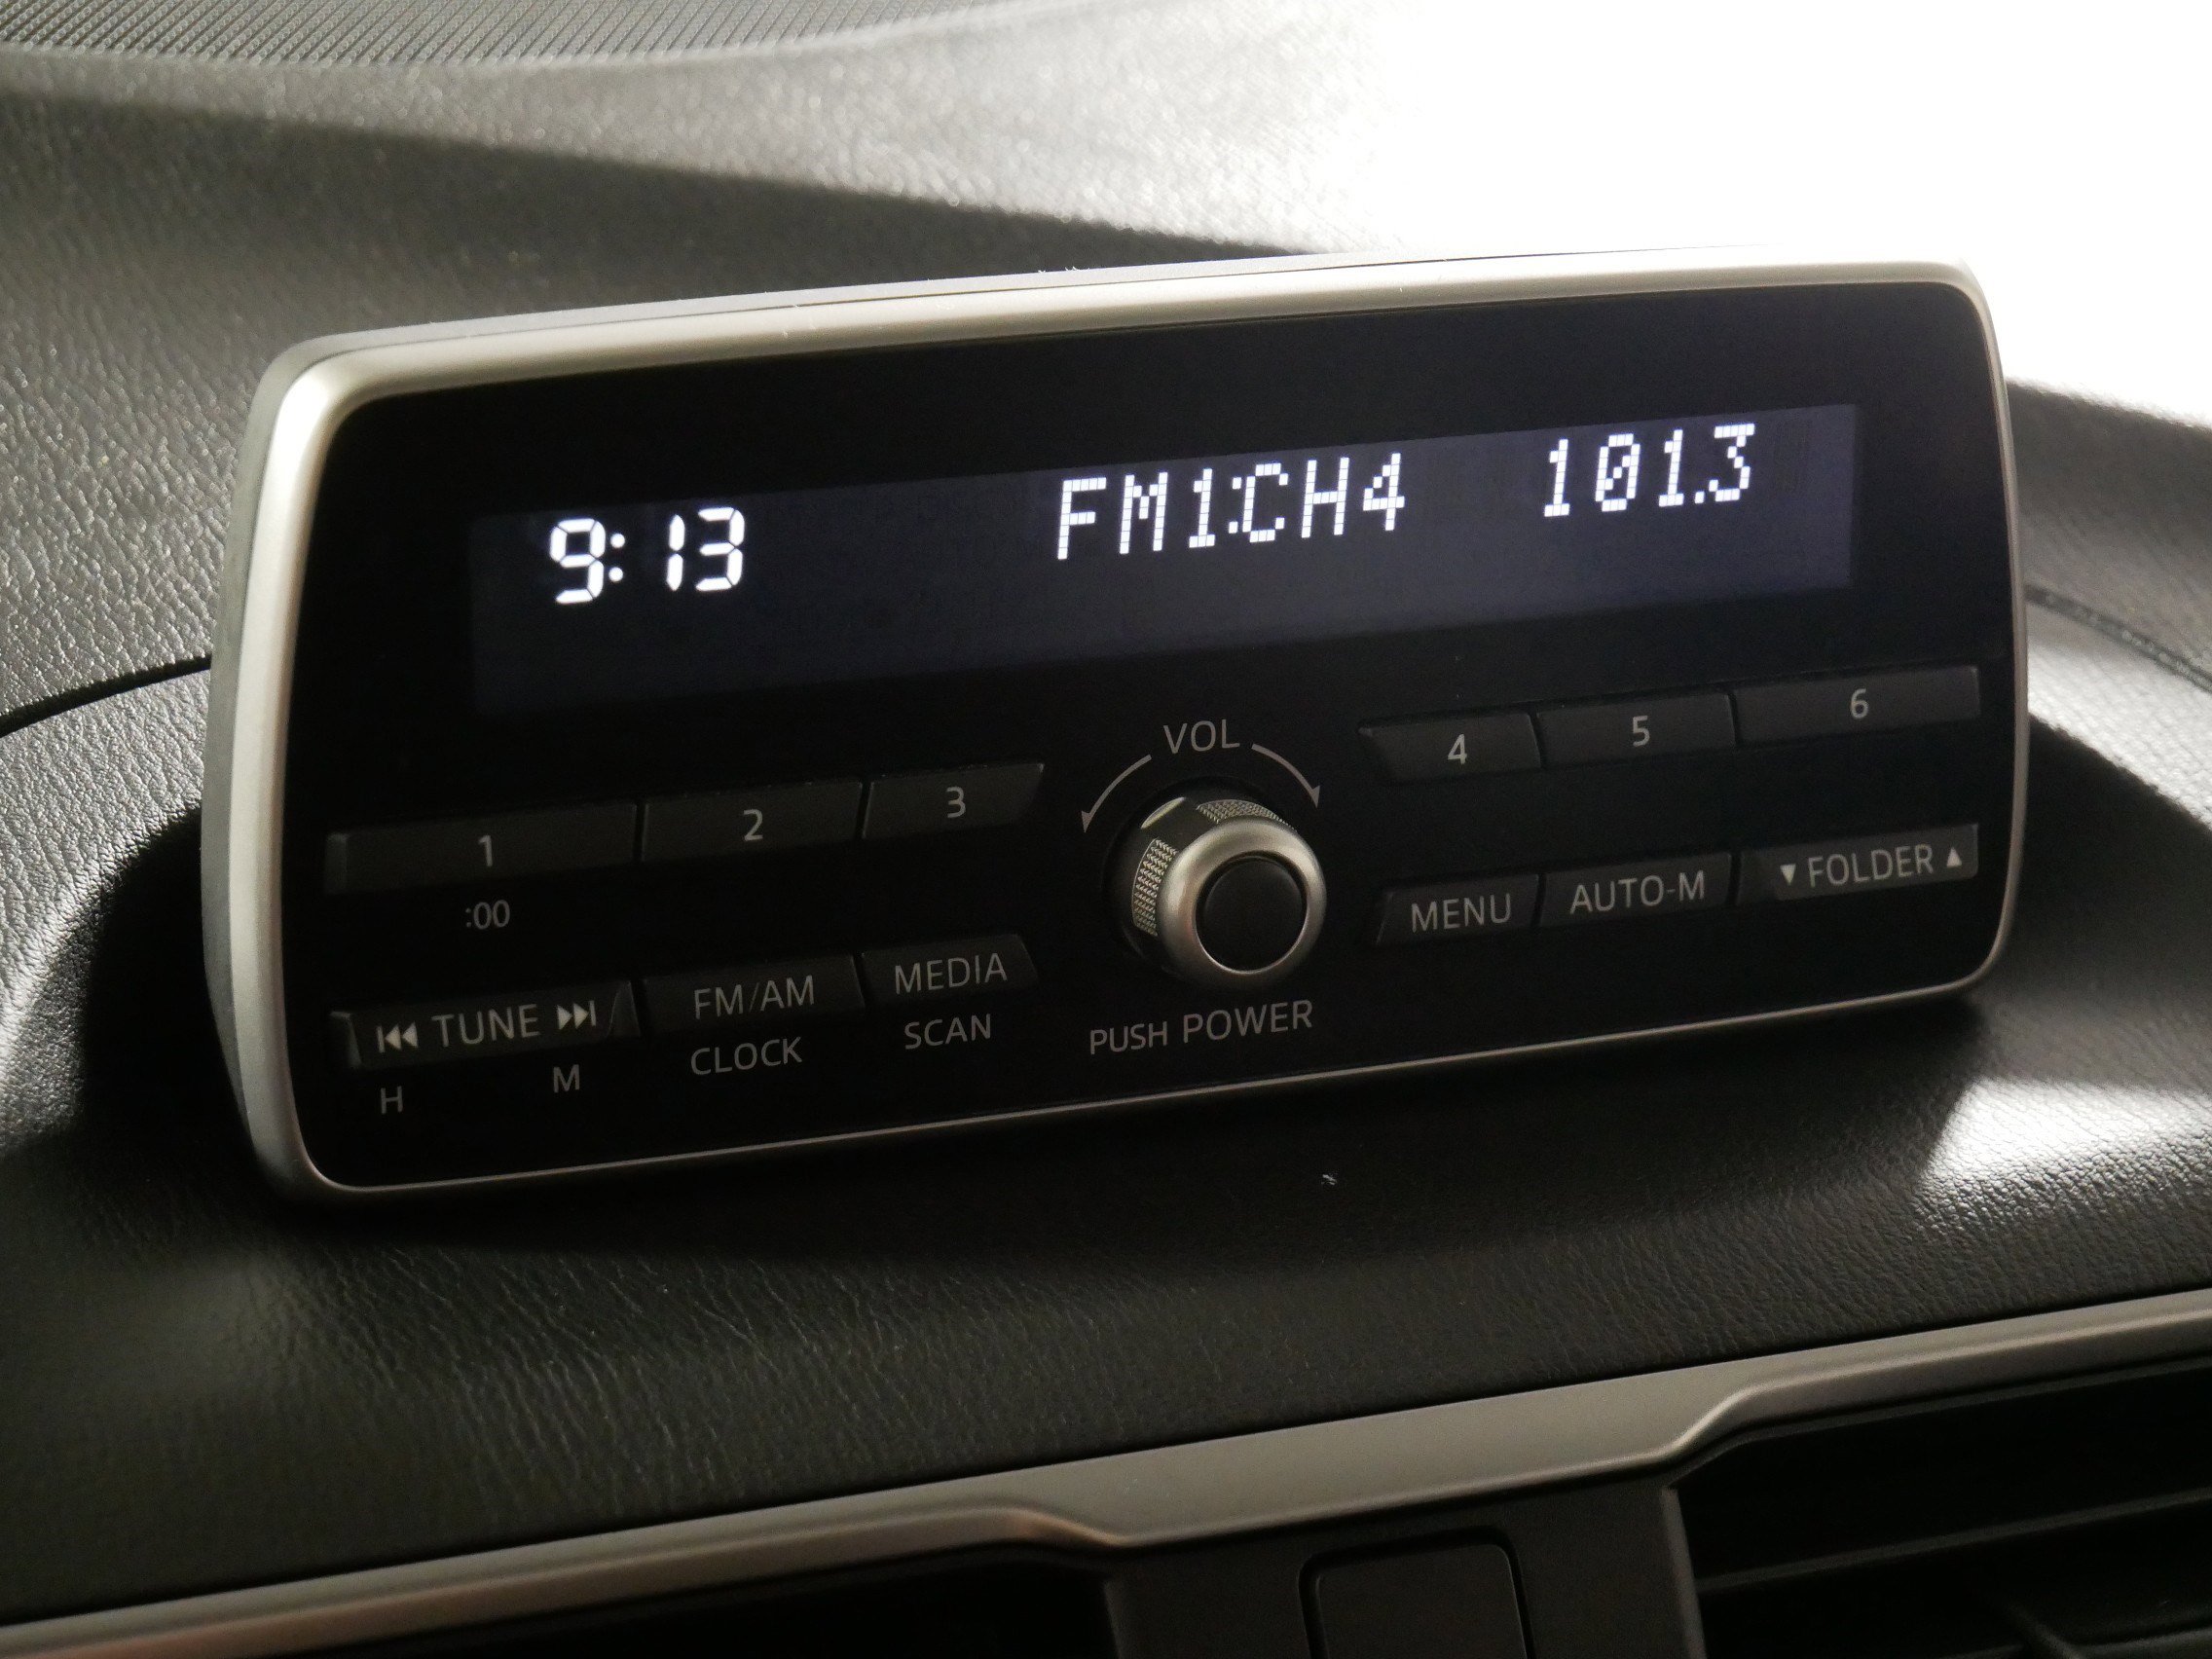 9:13 FM1:CH4 101.3
VOL
1 2 3 4 5 6
:00
⏮ TUNE ⏭ FM/AM MEDIA MENU AUTO-M ▼ FOLDER ▲
H M CLOCK SCAN PUSH POWER